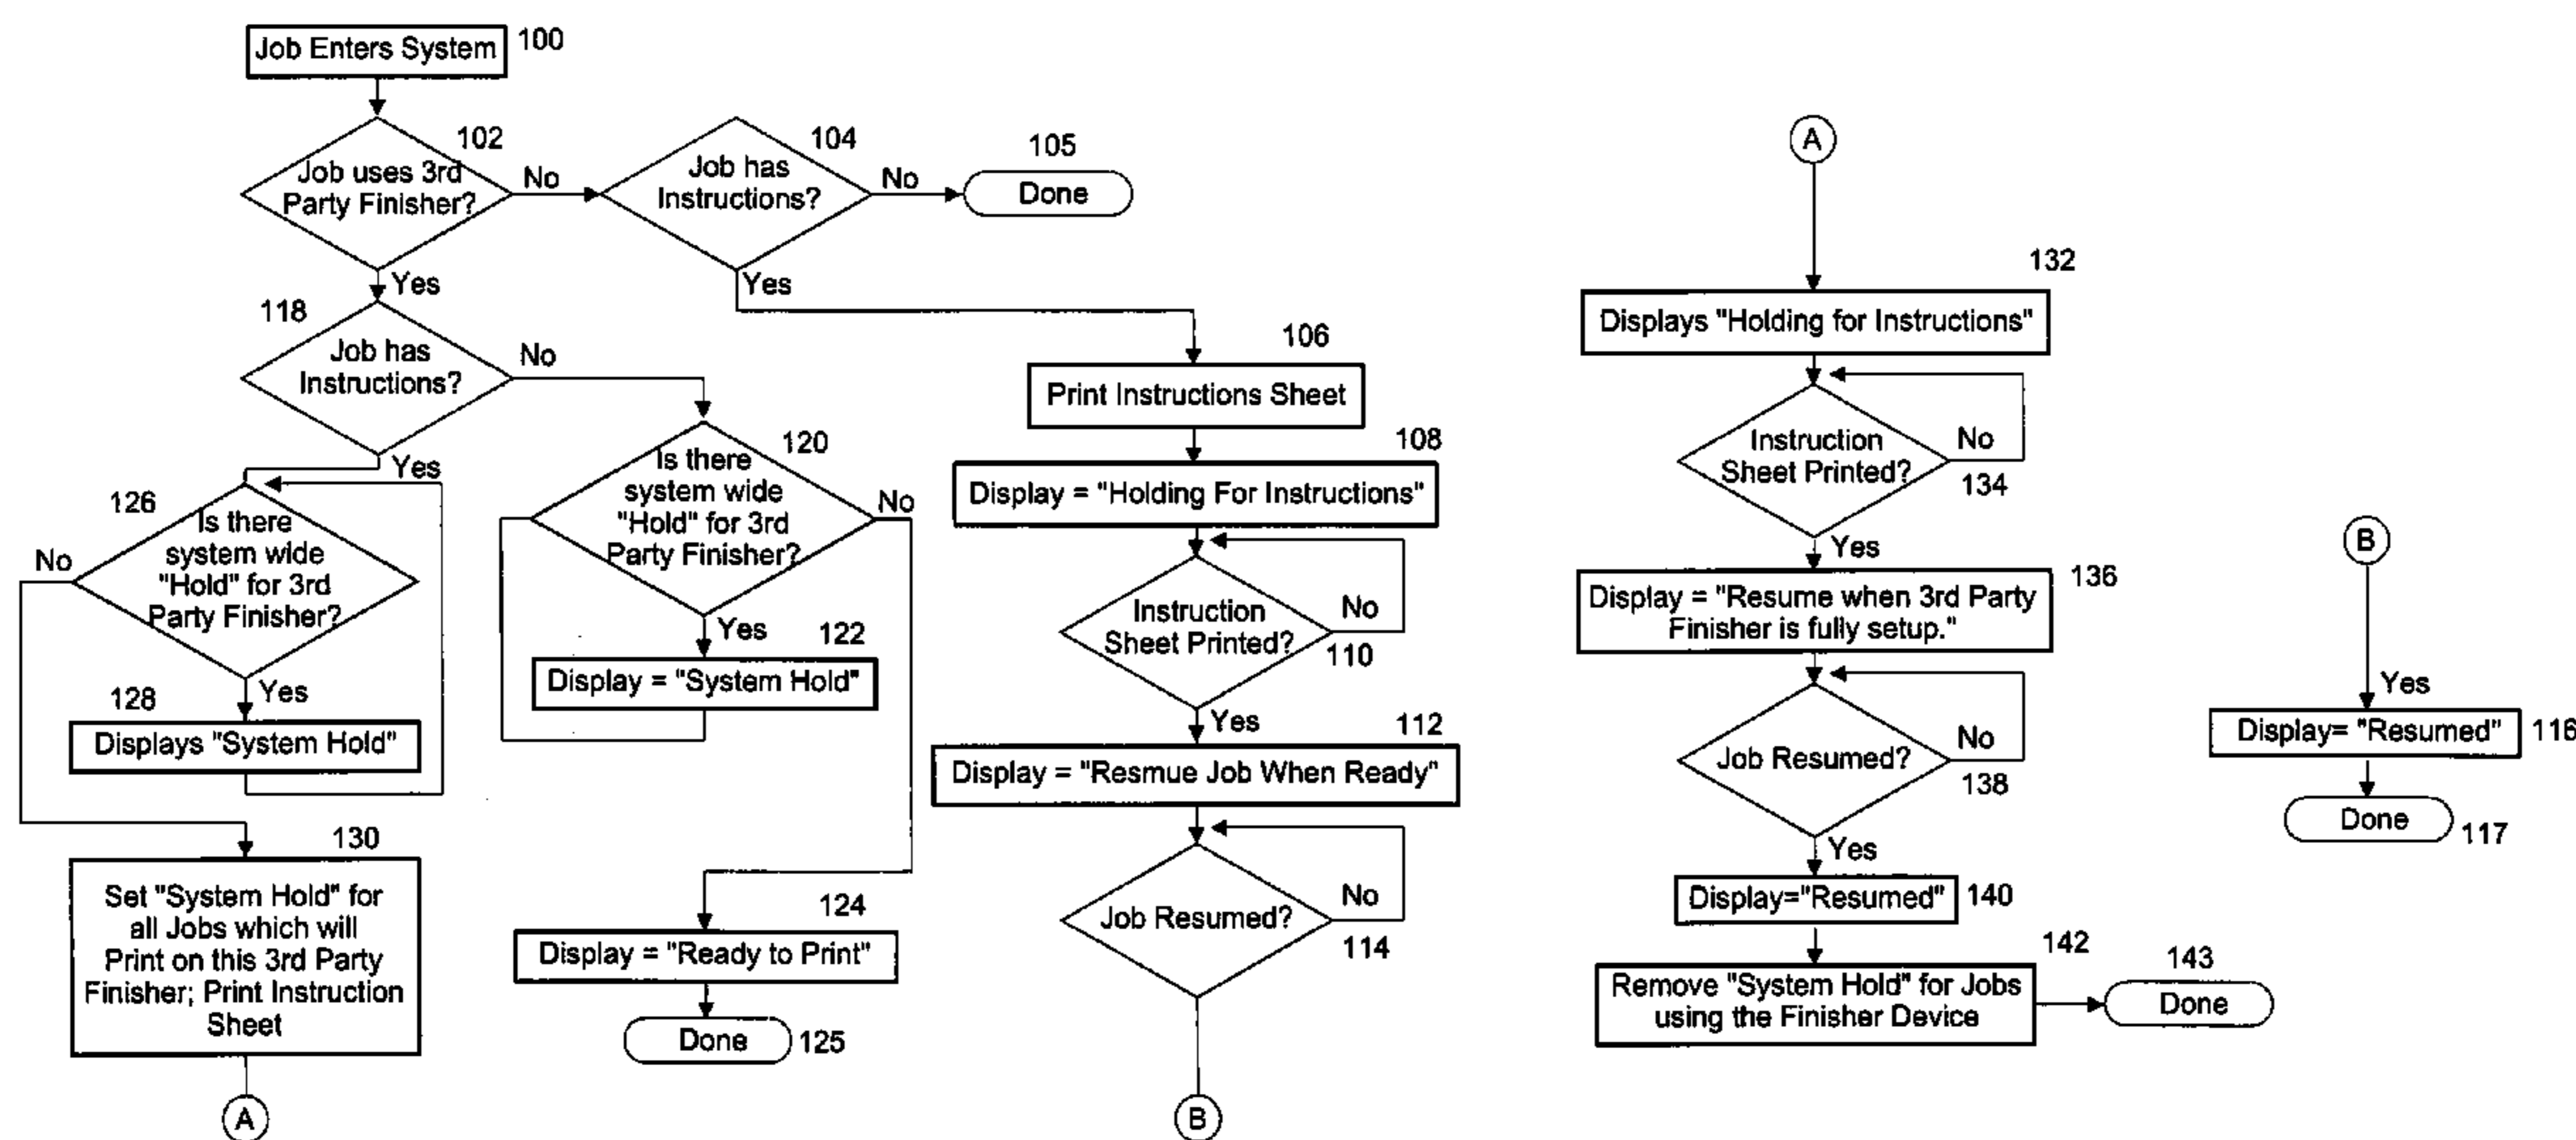 Job Enters System
100
102
Job uses 3rd
Party Finisher?
No
Yes
104
Job has
Instructions?
No
Yes
105
Done
118
Job has
Instructions?
No
Yes
120
Is there
system wide
"Hold" for 3rd
Party Finisher?
No
Yes
122
Display = "System Hold"
124
Display = "Ready to Print"
Done
125
126
Is there
system wide
"Hold" for 3rd
Party Finisher?
No
Yes
128
Displays "System Hold"
130
Set "System Hold" for
all Jobs which will
Print on this 3rd Party
Finisher; Print Instruction
Sheet
A
106
Print Instructions Sheet
108
Display = "Holding For Instructions"
Instruction
Sheet Printed?
No
110
Yes
112
Display = "Resmue Job When Ready"
Job Resumed?
No
114
B
A
132
Displays "Holding for Instructions"
Instruction
Sheet Printed?
No
134
Yes
136
Display = "Resume when 3rd Party
Finisher is fully setup."
Job Resumed?
No
138
Yes
Display="Resumed"
140
142
Remove "System Hold" for Jobs
using the Finisher Device
143
Done
B
Yes
Display= "Resumed"
116
Done
117